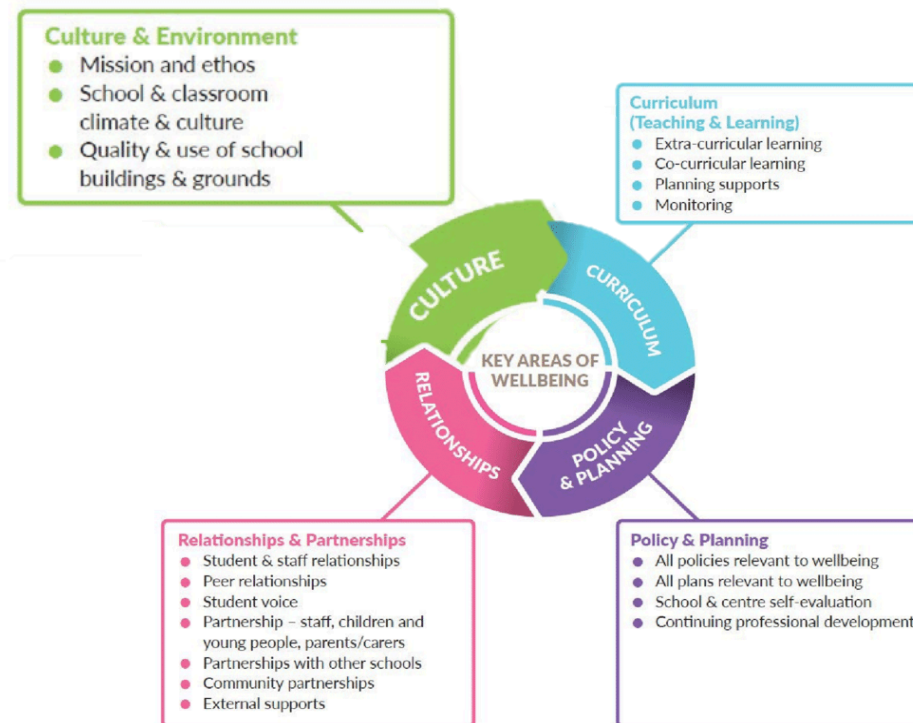 Culture & Environment
Mission and ethos
School & classroom
climate & culture
Quality & use of school
buildings & grounds
Curriculum
(Teaching & Learning)
Extra-curricular learning
Co-curricular learning
Planning supports
Monitoring
CULTURE
CURRICULUM
KEY AREAS OF
WELLBEING
RELATIONSHIPS
POLICY
& PLANNING
Relationships & Partnerships
Student & staff relationships
Peer relationships
Student voice
Partnership – staff, children and
young people, parents/carers
Partnerships with other schools
Community partnerships
External supports
Policy & Planning
All policies relevant to wellbeing
All plans relevant to wellbeing
School & centre self-evaluation
Continuing professional development